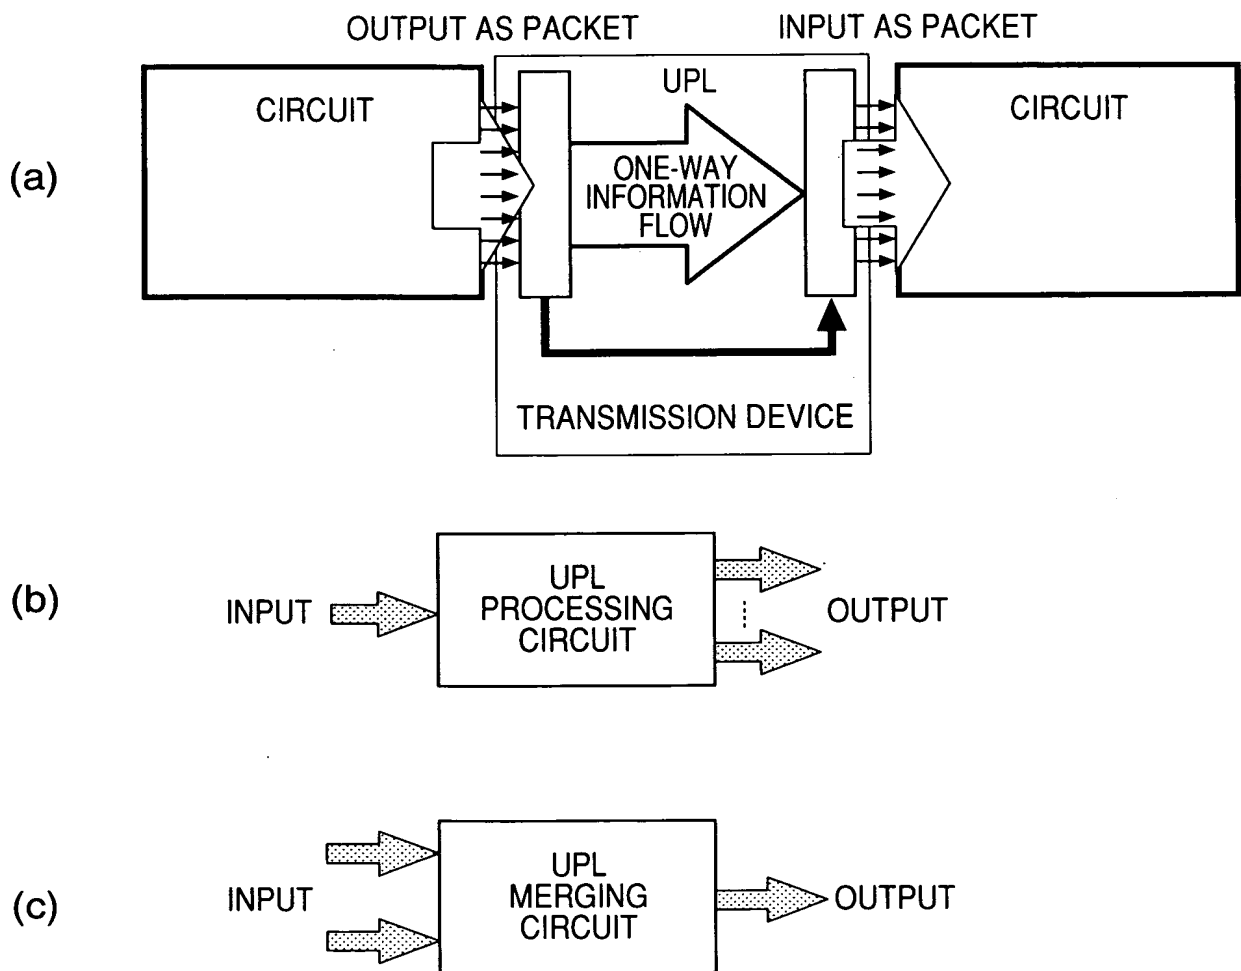 OUTPUT AS PACKET
INPUT AS PACKET
(a)
CIRCUIT
UPL
CIRCUIT
ONE-WAY
INFORMATION
FLOW
TRANSMISSION DEVICE
(b)
INPUT
UPL
PROCESSING
CIRCUIT
OUTPUT
(c)
INPUT
UPL
MERGING
CIRCUIT
OUTPUT